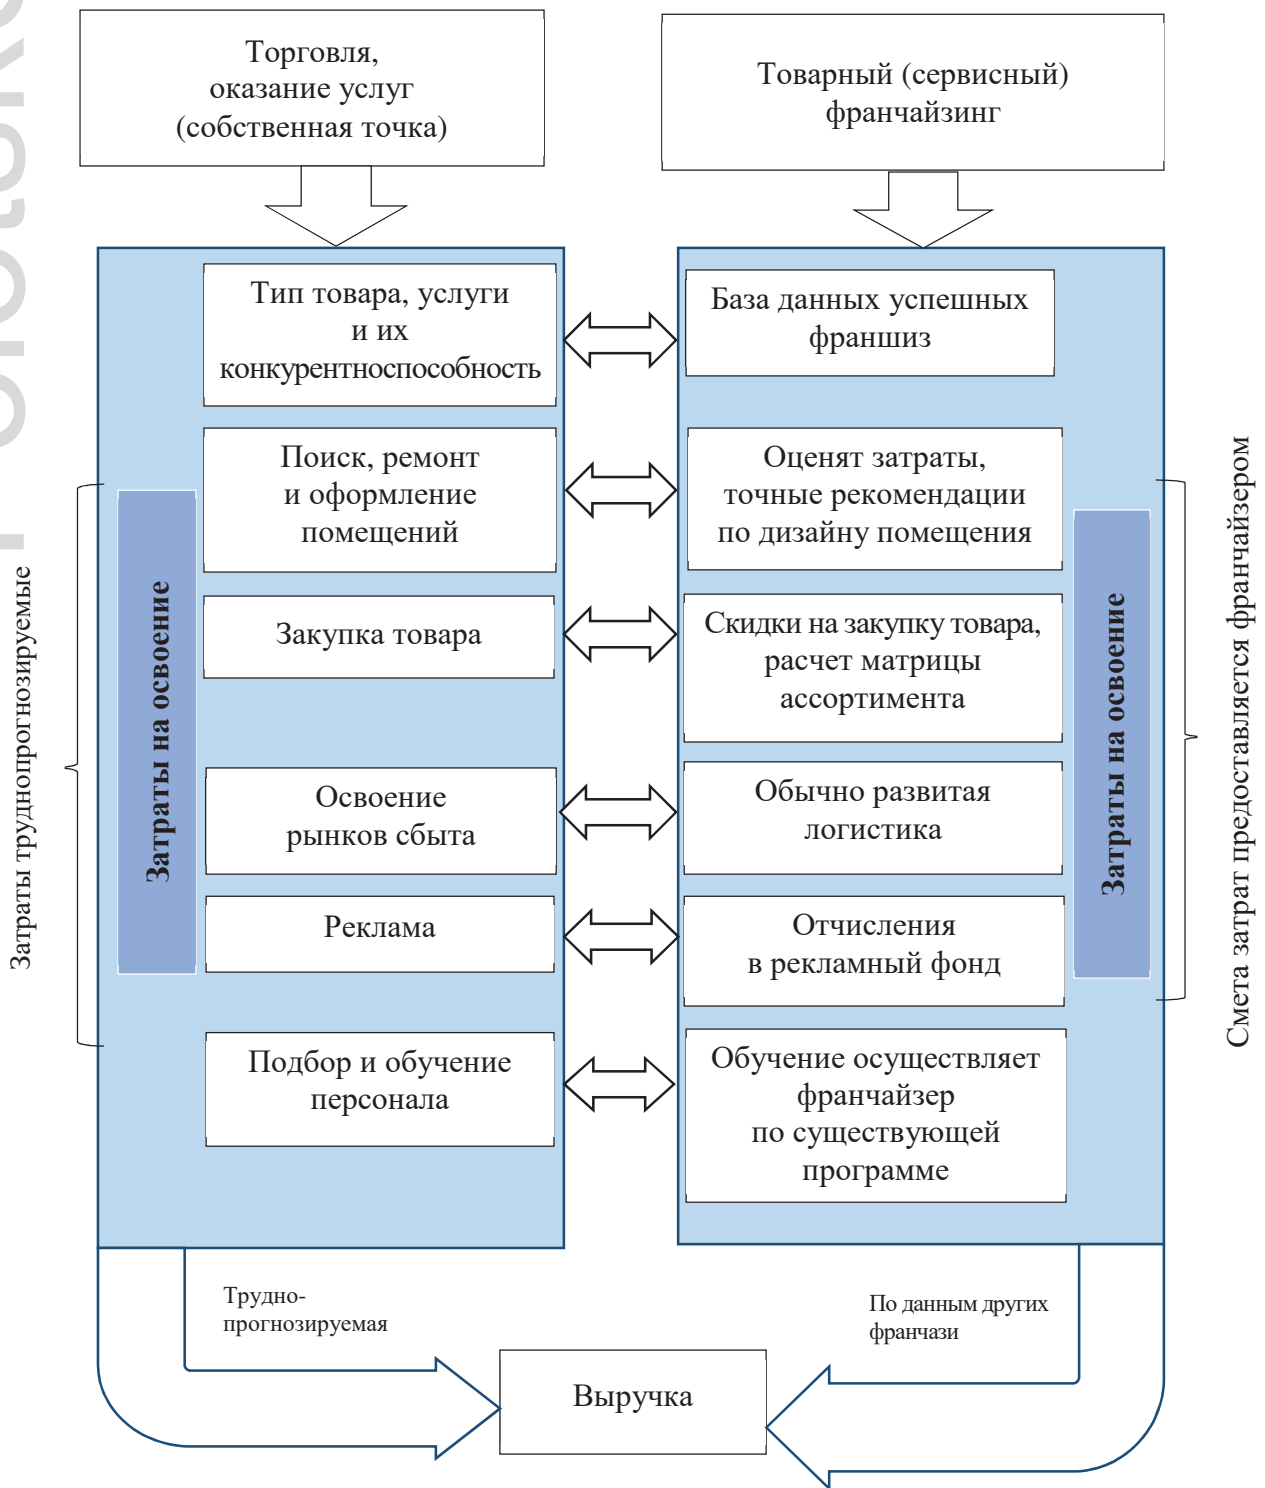 Торговля,
оказание услуг
(собственная точка)
Товарный (сервисный)
франчайзинг
Тип товара, услуги
и их
конкурентноспособность
База данных успешных
франшиз
Поиск, ремонт
и оформление
помещений
Оценят затраты,
точные рекомендации
по дизайну помещения
Закупка товара
Скидки на закупку товара,
расчет матрицы
ассортимента
Освоение
рынков сбыта
Обычно развитая
логистика
Реклама
Отчисления
в рекламный фонд
Подбор и обучение
персонала
Обучение осуществляет
франчайзер
по существующей
программе
Затраты труднопрогнозируемые
Затраты на освоение
Затраты на освоение
Смета затрат предоставляется франчайзером
Трудно-
прогнозируемая
По данным других
франчази
Выручка